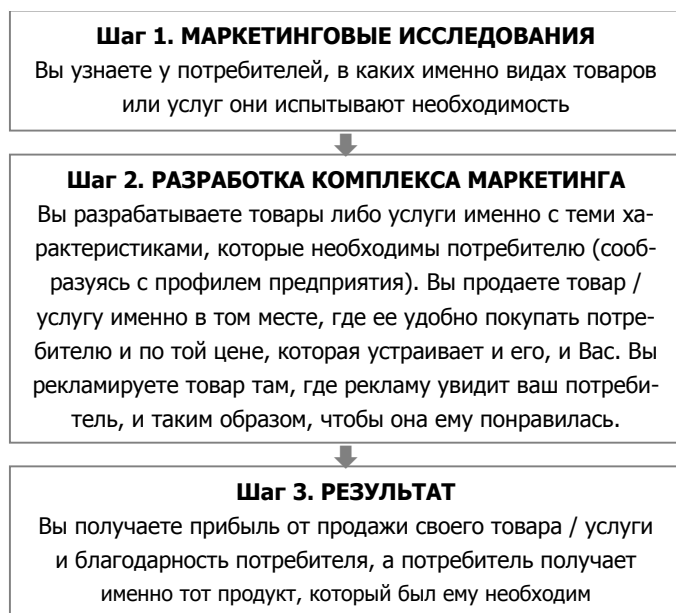 Шаг 1. МАРКЕТИНГОВЫЕ ИССЛЕДОВАНИЯ
Вы узнаете у потребителей, в каких именно видах товаров
или услуг они испытывают необходимость
Шаг 2. РАЗРАБОТКА КОМПЛЕКСА МАРКЕТИНГА
Вы разрабатываете товары либо услуги именно с теми ха-
рактеристиками, которые необходимы потребителю (сооб-
разуясь с профилем предприятия). Вы продаете товар /
услугу именно в том месте, где ее удобно покупать потре-
бителю и по той цене, которая устраивает и его, и Вас. Вы
рекламируете товар там, где рекламу увидит ваш потреби-
тель, и таким образом, чтобы она ему понравилась.
Шаг 3. РЕЗУЛЬТАТ
Вы получаете прибыль от продажи своего товара / услуги
и благодарность потребителя, а потребитель получает
именно тот продукт, который был ему необходим